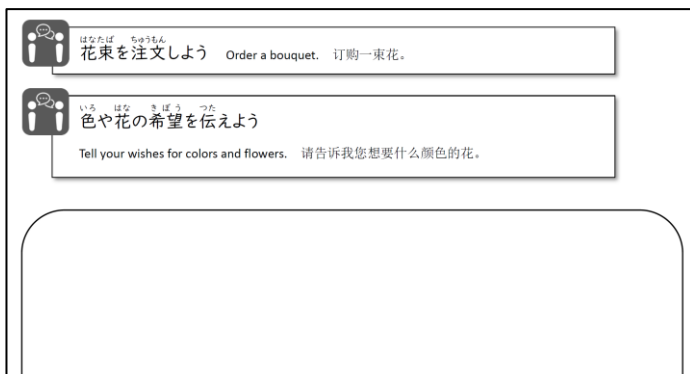 はなたば ちゅうもん
花束を注文しよう Order a bouquet. 订购一束花。
いろ はな きぼう つた
色や花の希望を伝えよう
Tell your wishes for colors and flowers. 请告诉我您想要什么颜色的花。